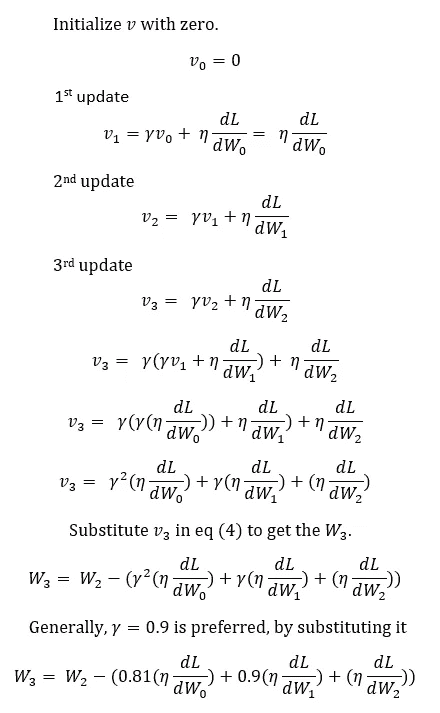 Initialize v with zero.
v₀ = 0
1ˢᵗ update
v₁ = γv₀ + η dL/dW₀ = η dL/dW₀
2ⁿᵈ update
v₂ = γv₁ + η dL/dW₁
3ʳᵈ update
v₃ = γv₂ + η dL/dW₂
v₃ = γ(γv₁ + η dL/dW₁) + η dL/dW₂
v₃ = γ(γ(η dL/dW₀)) + η dL/dW₁) + η dL/dW₂
v₃ = γ²(η dL/dW₀) + γ(η dL/dW₁) + (η dL/dW₂)
Substitute v₃ in eq (4) to get the W₃.
W₃ = W₂ − (γ²(η dL/dW₀) + γ(η dL/dW₁) + (η dL/dW₂))
Generally, γ = 0.9 is preferred, by substituting it
W₃ = W₂ − (0.81(η dL/dW₀) + 0.9(η dL/dW₁) + (η dL/dW₂))